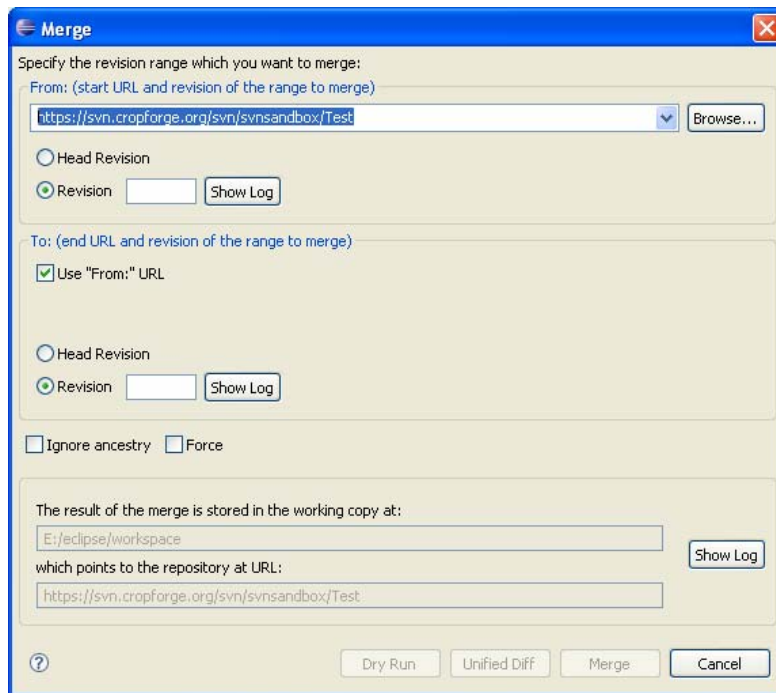 Merge
Specify the revision range which you want to merge:
From: (start URL and revision of the range to merge)
https://svn.cropforge.org/svn/svnsandbox/Test
Browse...
Head Revision
Revision Show Log
To: (end URL and revision of the range to merge)
Use "From:" URL
Head Revision
Revision Show Log
Ignore ancestry Force
The result of the merge is stored in the working copy at:
E:/eclipse/workspace
Show Log
which points to the repository at URL:
https://svn.cropforge.org/svn/svnsandbox/Test
? Dry Run Unified Diff Merge Cancel